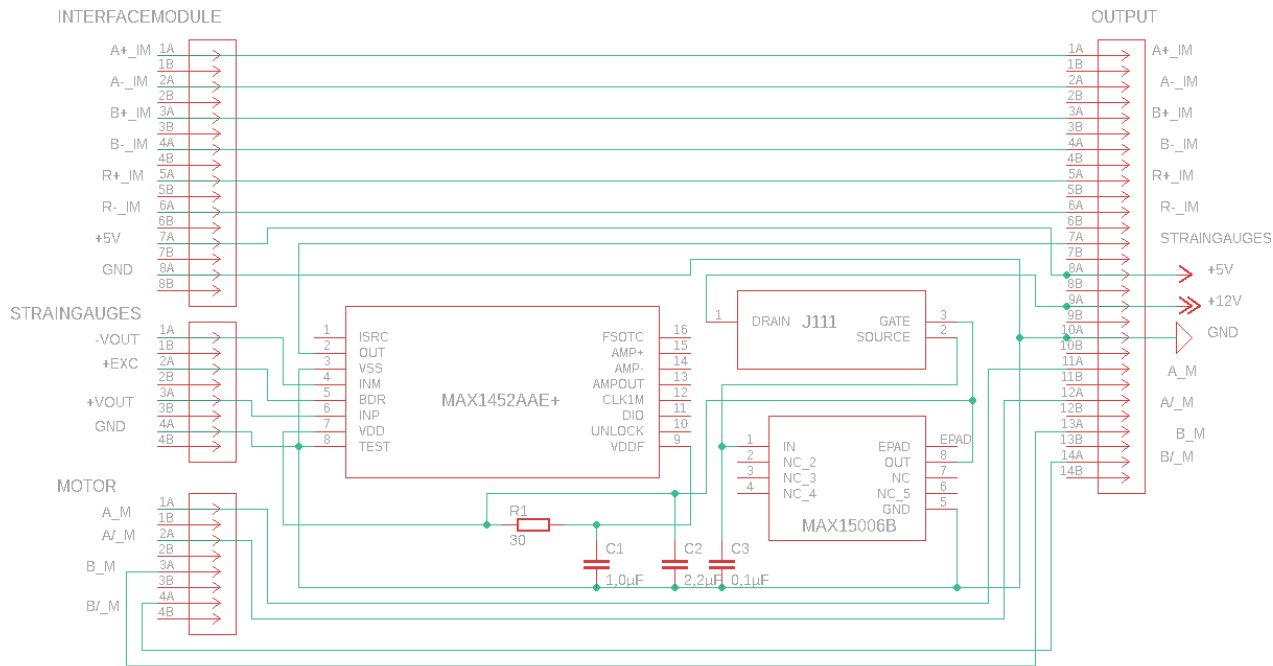 INTERFACEMODULE
A+_IM 1A
1B
A-_IM 2A
2B
B+_IM 3A
3B
B-_IM 4A
4B
R+_IM 5A
5B
R-_IM 6A
6B
+5V 7A
7B
GND 8A
8B
STRAINGAUGES
-VOUT 1A
1B
+EXC 2A
2B
+VOUT 3A
3B
GND 4A
4B
MOTOR
A_M 1A
1B
A/_M 2A
2B
B_M 3A
3B
B/_M 4A
4B
MAX1452AAE+
1 ISRC
2 OUT
3 VSS
4 INM
5 BDR
6 INP
7 VDD
8 TEST
FSOTC 16
AMP+ 15
AMP- 14
AMPOUT 13
CLK1M 12
DIO 11
UNLOCK 10
VDDF 9
R1
30
C1
1,0µF
C2
2,2µF
C3
0,1µF
J111
1 DRAIN
GATE 3
SOURCE 2
1 IN
2 NC_2
3 NC_3
4 NC_4
EPAD EPAD
OUT 8
NC 7
NC_5 6
GND 5
MAX15006B
OUTPUT
1A A+_IM
1B
2A A-_IM
2B
3A B+_IM
3B
4A B-_IM
4B
5A R+_IM
5B
6A R-_IM
6B
7A STRAINGAUGES
7B
8A +5V
8B
9A +12V
9B
10A GND
10B
11A A_M
11B
12A A/_M
12B
13A B_M
13B
14A B/_M
14B